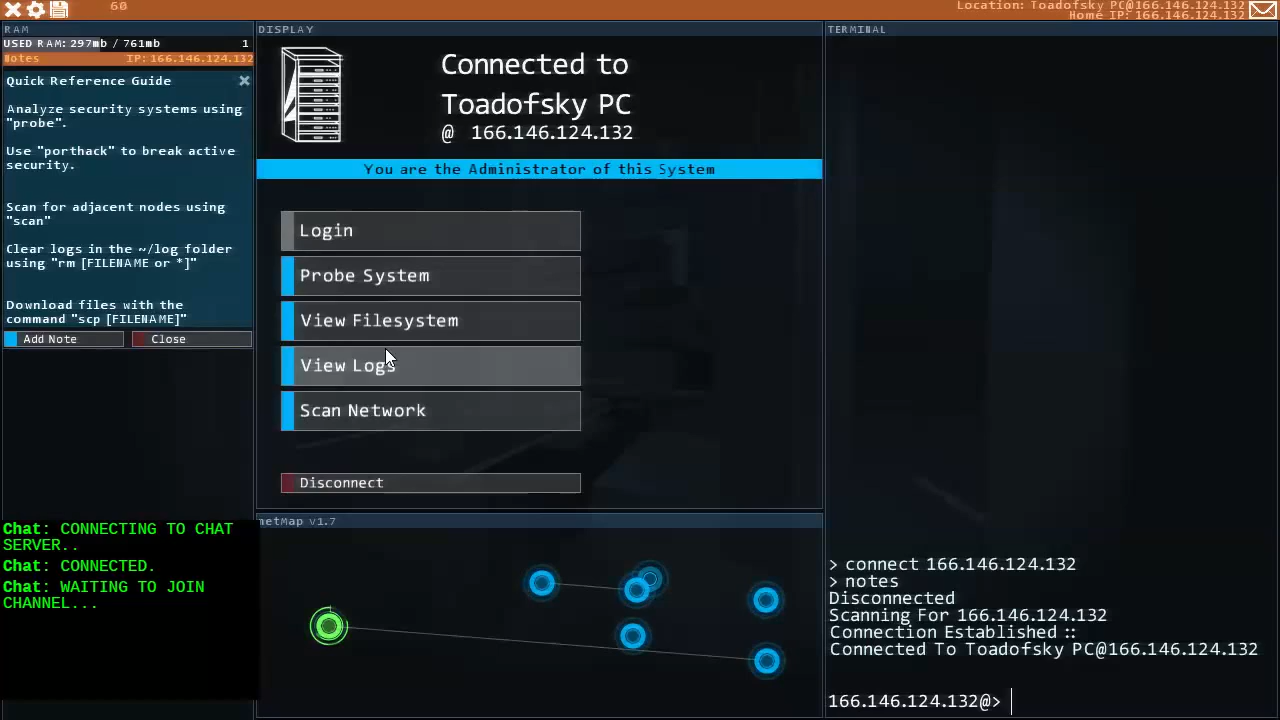 60
Location: Toadofsky PC@166.146.124.132
Home IP: 166.146.124.132
RAM
USED RAM: 297mb / 761mb 1
Notes IP: 166.146.124.132
Quick Reference Guide
Analyze security systems using
"probe".
Use "porthack" to break active
security.
Scan for adjacent nodes using
"scan"
Clear logs in the ~/log folder
using "rm [FILENAME or *]"
Download files with the
command "scp [FILENAME]"
Add Note Close
Chat: CONNECTING TO CHAT
SERVER..
Chat: CONNECTED.
Chat: WAITING TO JOIN
CHANNEL...
DISPLAY
Connected to
Toadofsky PC
@ 166.146.124.132
You are the Administrator of this System
Login
Probe System
View Filesystem
View Logs
Scan Network
Disconnect
netMap v1.7
TERMINAL
> connect 166.146.124.132
> notes
Disconnected
Scanning For 166.146.124.132
Connection Established ::
Connected To Toadofsky PC@166.146.124.132
166.146.124.132@>